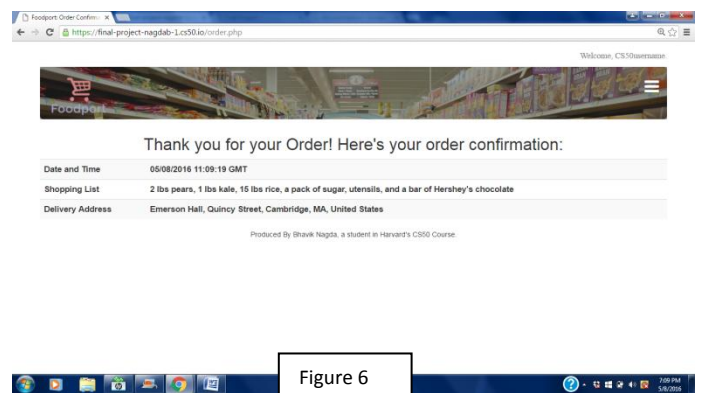 Foodport: Order Confirm
https://final-project-nagdab-1.cs50.io/order.php
Welcome, CS50username
Foodport
Thank you for your Order! Here's your order confirmation:
Date and Time 05/08/2016 11:09:19 GMT
Shopping List 2 lbs pears, 1 lbs kale, 15 lbs rice, a pack of sugar, utensils, and a bar of Hershey's chocolate
Delivery Address Emerson Hall, Quincy Street, Cambridge, MA, United States
Produced By Bhavik Nagda, a student in Harvard's CS50 Course.
Figure 6
7:09 PM
5/8/2016